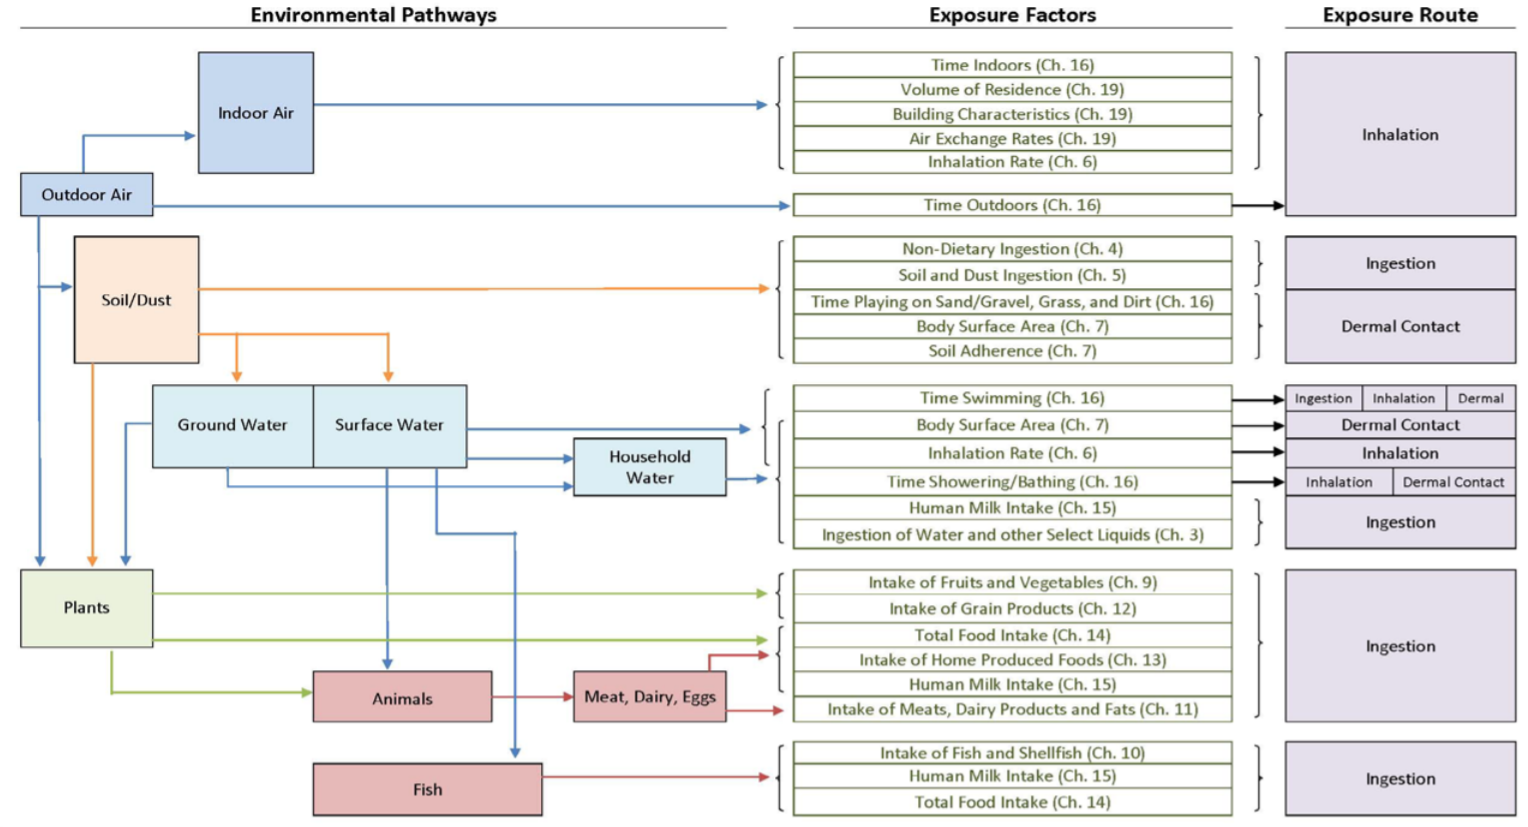 Environmental Pathways
Exposure Factors
Exposure Route
Indoor Air
Outdoor Air
Soil/Dust
Ground Water
Surface Water
Household
Water
Plants
Animals
Meat, Dairy, Eggs
Fish
Time Indoors (Ch. 16)
Volume of Residence (Ch. 19)
Building Characteristics (Ch. 19)
Air Exchange Rates (Ch. 19)
Inhalation Rate (Ch. 6)
Time Outdoors (Ch. 16)
Non-Dietary Ingestion (Ch. 4)
Soil and Dust Ingestion (Ch. 5)
Time Playing on Sand/Gravel, Grass, and Dirt (Ch. 16)
Body Surface Area (Ch. 7)
Soil Adherence (Ch. 7)
Time Swimming (Ch. 16)
Body Surface Area (Ch. 7)
Inhalation Rate (Ch. 6)
Time Showering/Bathing (Ch. 16)
Human Milk Intake (Ch. 15)
Ingestion of Water and other Select Liquids (Ch. 3)
Intake of Fruits and Vegetables (Ch. 9)
Intake of Grain Products (Ch. 12)
Total Food Intake (Ch. 14)
Intake of Home Produced Foods (Ch. 13)
Human Milk Intake (Ch. 15)
Intake of Meats, Dairy Products and Fats (Ch. 11)
Intake of Fish and Shellfish (Ch. 10)
Human Milk Intake (Ch. 15)
Total Food Intake (Ch. 14)
Inhalation
Ingestion
Dermal Contact
Ingestion Inhalation Dermal
Dermal Contact
Inhalation
Inhalation Dermal Contact
Ingestion
Ingestion
Ingestion